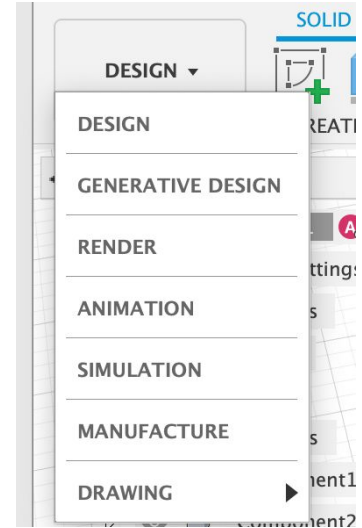 SOLID
DESIGN
DESIGN
GENERATIVE DESIGN
RENDER
ANIMATION
SIMULATION
MANUFACTURE
DRAWING